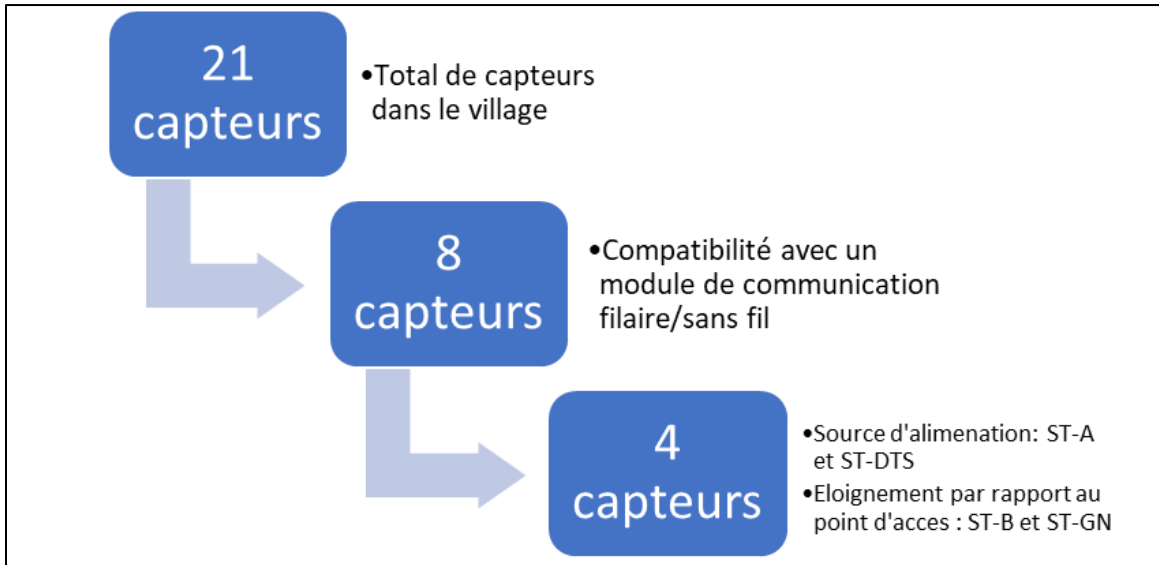 21
capteurs
•Total de capteurs
dans le village
8
capteurs
•Compatibilité avec un
module de communication
filaire/sans fil
4
capteurs
•Source d'alimenation: ST-A
et ST-DTS
•Eloignement par rapport au
point d'acces : ST-B et ST-GN